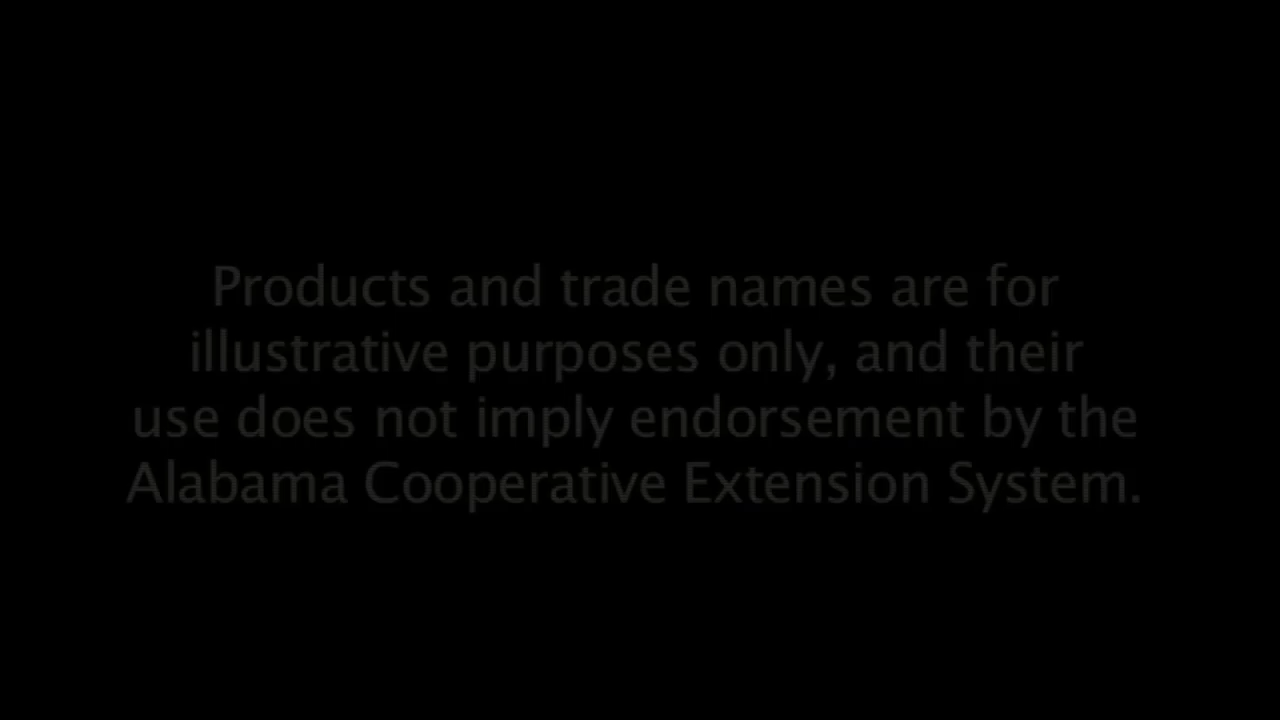 Products and trade names are for
illustrative purposes only, and their
use does not imply endorsement by the
Alabama Cooperative Extension System.